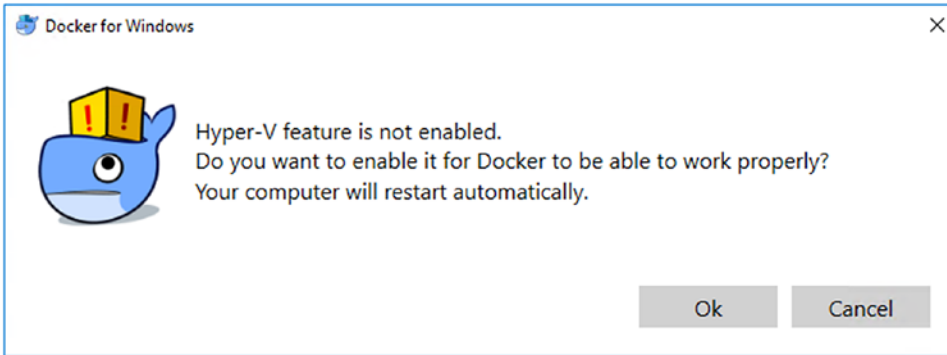 Docker for Windows
Hyper-V feature is not enabled.
Do you want to enable it for Docker to be able to work properly?
Your computer will restart automatically.
Ok
Cancel